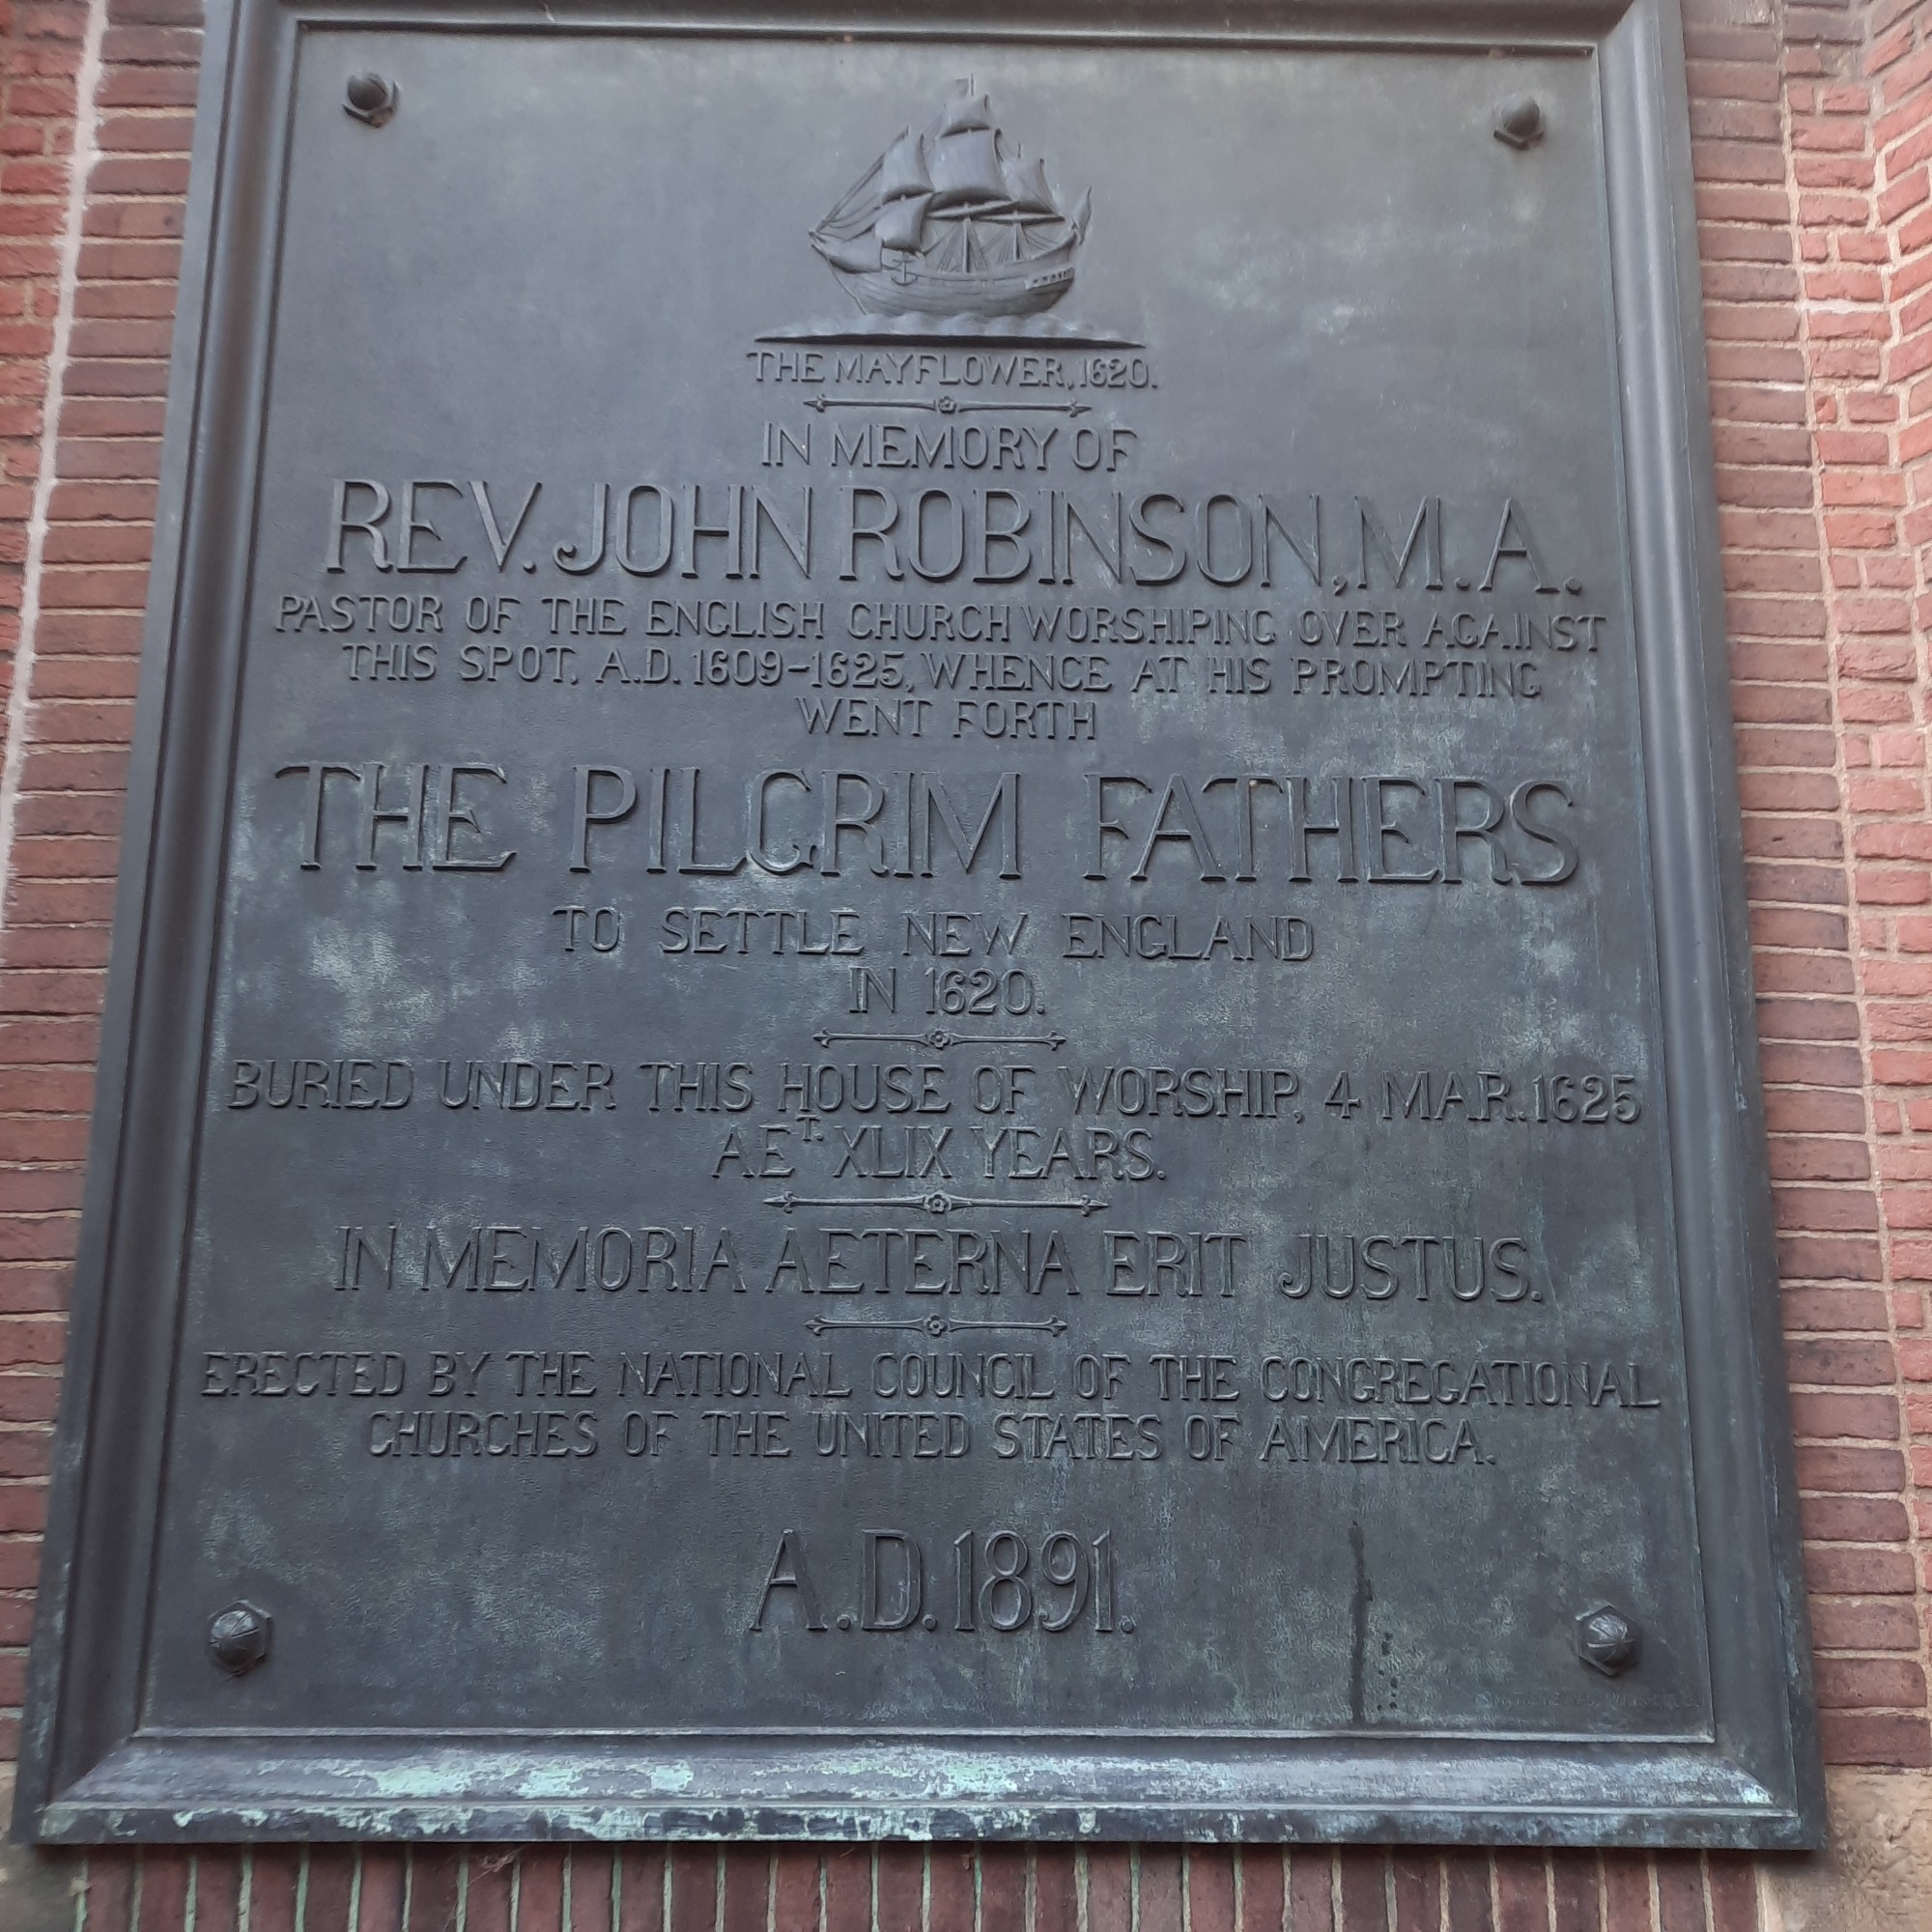 THE MAYFLOWER, 1620.
IN MEMORY OF
REV. JOHN ROBINSON, M.A.
PASTOR OF THE ENGLISH CHURCH WORSHIPING OVER AGAINST
THIS SPOT, A.D. 1609-1625, WHENCE AT HIS PROMPTING
WENT FORTH
THE PILGRIM FATHERS
TO SETTLE NEW ENGLAND
IN 1620.
BURIED UNDER THIS HOUSE OF WORSHIP, 4 MAR. 1625
AET. XLIX YEARS.
IN MEMORIA AETERNA ERIT JUSTUS.
ERECTED BY THE NATIONAL COUNCIL OF THE CONGREGATIONAL
CHURCHES OF THE UNITED STATES OF AMERICA.
A.D. 1891.